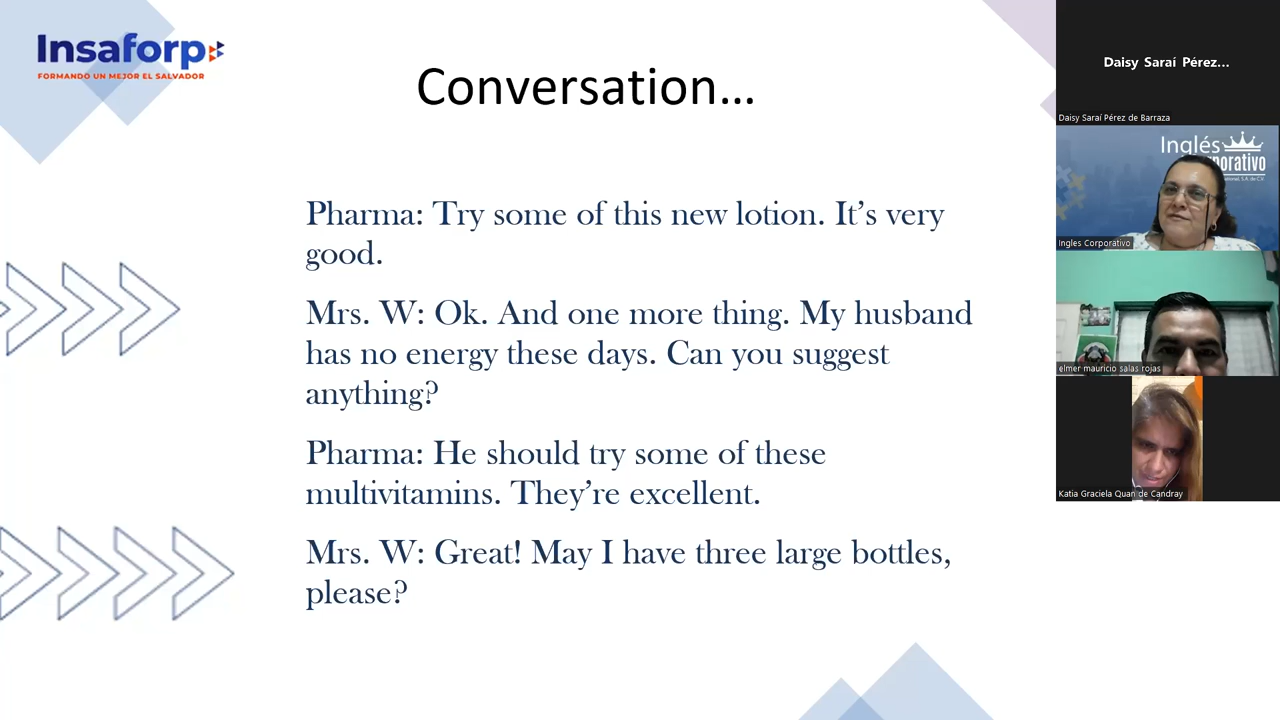 Insaforp
FORMANDO UN MEJOR EL SALVADOR
Conversation...
Pharma: Try some of this new lotion. It’s very
good.
Mrs. W: Ok. And one more thing. My husband
has no energy these days. Can you suggest
anything?
Pharma: He should try some of these
multivitamins. They’re excellent.
Mrs. W: Great! May I have three large bottles,
please?
Daisy Saraí Pérez...
Daisy Saraí Pérez de Barraza
Inglés
Ingles Corporativo
elmer mauricio salas rojas
Katia Graciela Quan de Candray